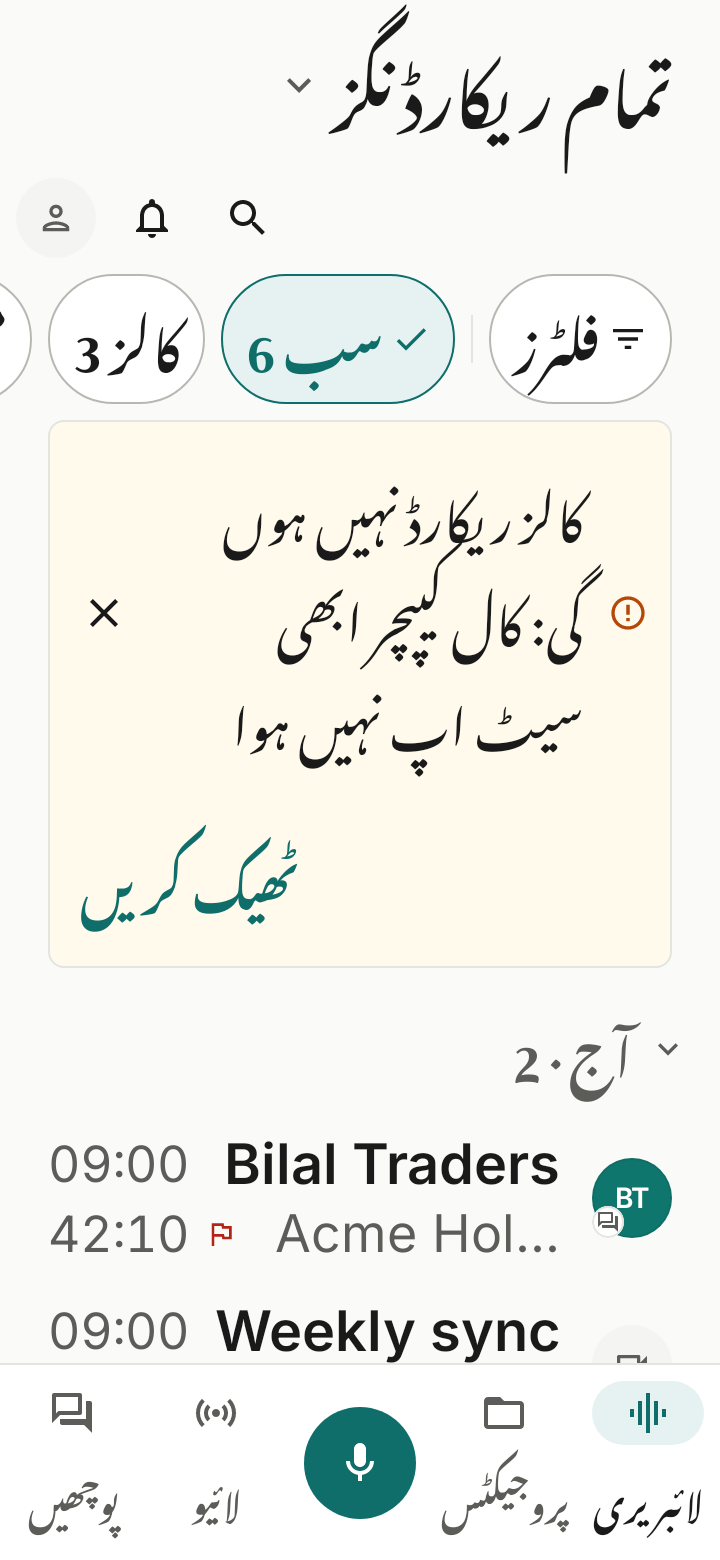 تمام ریکارڈنگز
فلٹرز
سب 6
کالز 3
کالز ریکارڈ نہیں ہوں
گی: کال کیپچر ابھی
سیٹ اپ نہیں ہوا
ٹھیک کریں
آج · 2
BT
Bilal Traders
09:00
Acme Hol...
42:10
Weekly sync
09:00
لائبریری
پروجیکٹس
لائیو
پوچھیں